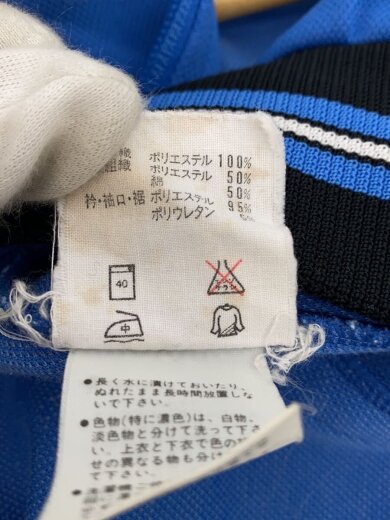 織 ポリエステル 100%
組織 ポリエステル 50%
綿 50%
衿・袖口・裾 ポリエステル 95%
ポリウレタン
40
中
●長く水に漬けておいたり、
ぬれたまま長時間放置しな
いで下さい。
●色物(特に濃色)は、白物、
淡色物と分けて洗って下さ
い。上衣と下衣で色の
せの異なる物も分けて
さい。